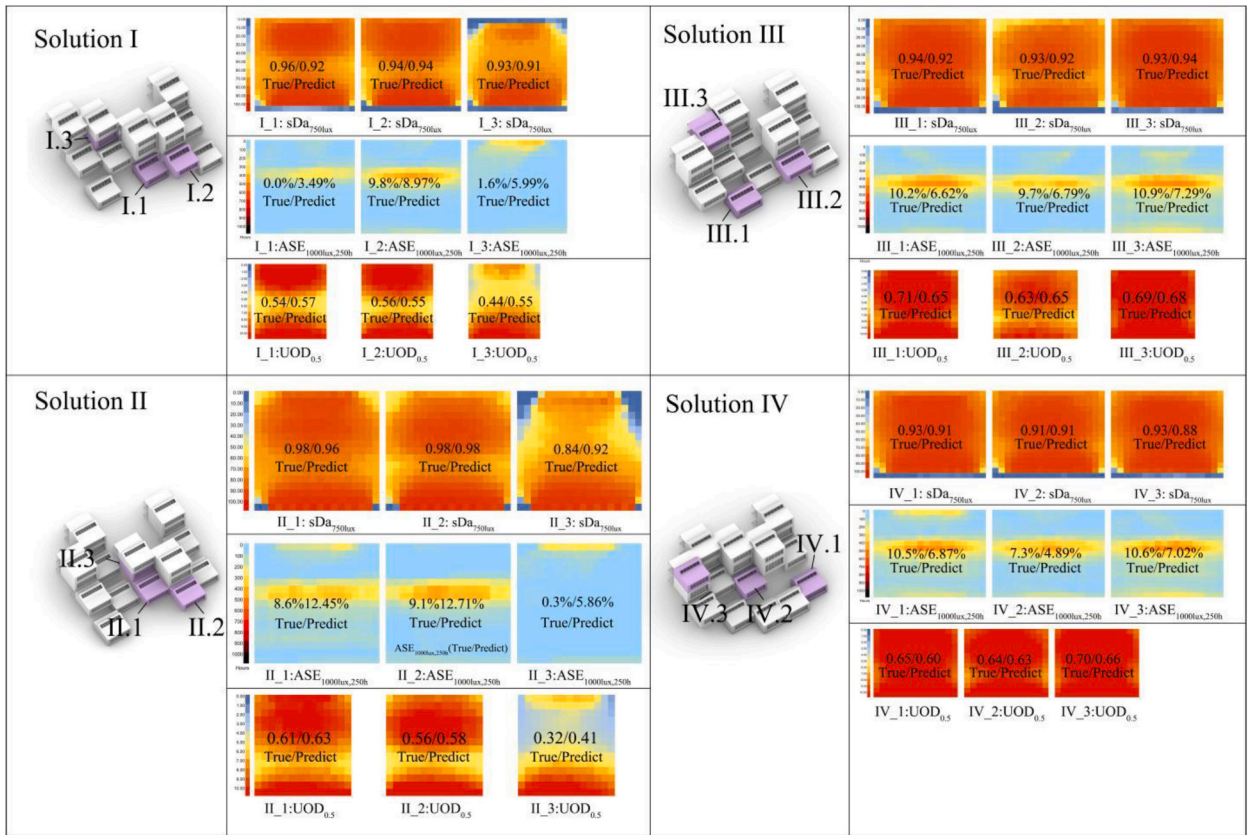 Solution I
I.3
I.1
I.2
0.96/0.92
True/Predict
0.94/0.94
True/Predict
0.93/0.91
True/Predict
I_1: sDa750lux
I_2: sDa750lux
I_3: sDa750lux
0.0%/3.49%
True/Predict
9.8%/8.97%
True/Predict
1.6%/5.99%
True/Predict
I_1:ASE1000lux,250h
I_2:ASE1000lux,250h
I_3:ASE1000lux,250h
0.54/0.57
True/Predict
0.56/0.55
True/Predict
0.44/0.55
True/Predict
I_1:UOD0.5
I_2:UOD0.5
I_3:UOD0.5
Solution III
III.3
III.2
III.1
0.94/0.92
True/Predict
0.93/0.92
True/Predict
0.93/0.94
True/Predict
III_1: sDa750lux
III_2: sDa750lux
III_3: sDa750lux
10.2%/6.62%
True/Predict
9.7%/6.79%
True/Predict
10.9%/7.29%
True/Predict
III_1:ASE1000lux,250h
III_2:ASE1000lux,250h
III_3:ASE1000lux,250h
0.71/0.65
True/Predict
0.63/0.65
True/Predict
0.69/0.68
True/Predict
III_1:UOD0.5
III_2:UOD0.5
III_3:UOD0.5
Solution II
II.3
II.1
II.2
0.98/0.96
True/Predict
0.98/0.98
True/Predict
0.84/0.92
True/Predict
II_1: sDa750lux
II_2: sDa750lux
II_3: sDa750lux
8.6%12.45%
True/Predict
9.1%12.71%
True/Predict
ASE1000lux,250h(True/Predict)
0.3%/5.86%
True/Predict
II_1:ASE1000lux,250h
II_2:ASE1000lux,250h
II_3:ASE1000lux,250h
0.61/0.63
True/Predict
0.56/0.58
True/Predict
0.32/0.41
True/Predict
II_1:UOD0.5
II_2:UOD0.5
II_3:UOD0.5
Solution IV
IV.1
IV.3
IV.2
0.93/0.91
True/Predict
0.91/0.91
True/Predict
0.93/0.88
True/Predict
IV_1: sDa750lux
IV_2: sDa750lux
IV_3: sDa750lux
10.5%/6.87%
True/Predict
7.3%/4.89%
True/Predict
10.6%/7.02%
True/Predict
IV_1:ASE1000lux,250h
IV_2:ASE1000lux,250h
IV_3:ASE1000lux,250h
0.65/0.60
True/Predict
0.64/0.63
True/Predict
0.70/0.66
True/Predict
IV_1:UOD0.5
IV_2:UOD0.5
IV_3:UOD0.5